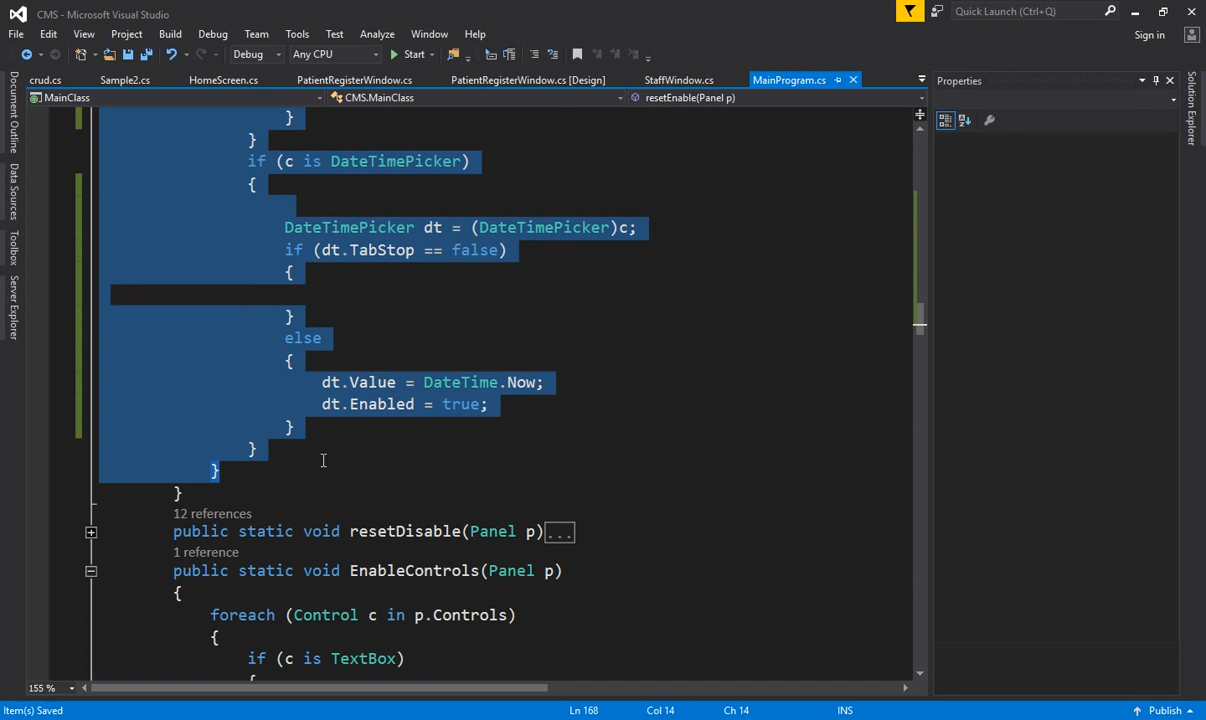 CMS - Microsoft Visual Studio
Quick Launch (Ctrl+Q)
File Edit View Project Build Debug Team Tools Test Analyze Window Help
Sign in
Debug Any CPU Start
crud.cs Sample2.cs HomeScreen.cs PatientRegisterWindow.cs PatientRegisterWindow.cs [Design] StaffWindow.cs MainProgram.cs
Properties
MainClass CMS.MainClass resetEnable(Panel p)
Document Outline
Data Sources
Toolbox
Server Explorer
Solution Explorer
}
}
if (c is DateTimePicker)
{
DateTimePicker dt = (DateTimePicker)c;
if (dt.TabStop == false)
{
}
else
{
dt.Value = DateTime.Now;
dt.Enabled = true;
}
}
}
}
12 references
public static void resetDisable(Panel p)...
1 reference
public static void EnableControls(Panel p)
{
foreach (Control c in p.Controls)
{
if (c is TextBox)
{
155 %
Item(s) Saved Ln 168 Col 14 Ch 14 INS Publish